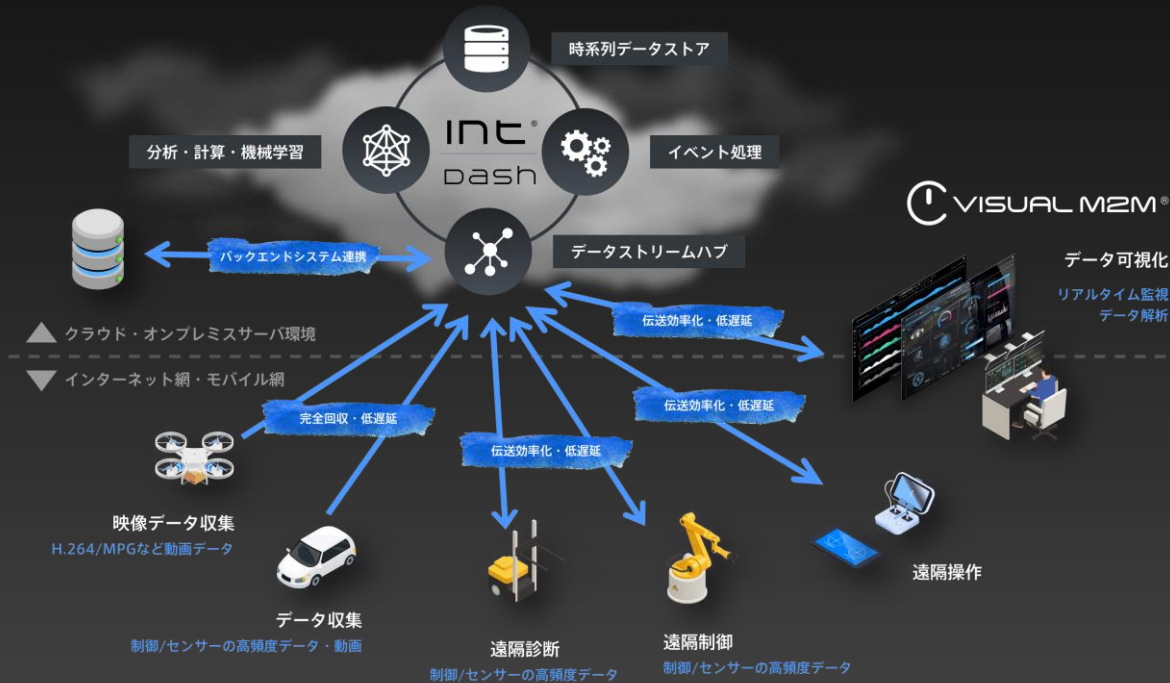 時系列データストア
分析・計算・機械学習
ınt®
Dash
イベント処理
VISUAL M2M®
バックエンドシステム連携
データストリームハブ
データ可視化
リアルタイム監視
データ解析
伝送効率化・低遅延
クラウド・オンプレミスサーバ環境
インターネット網・モバイル網
完全回収・低遅延
伝送効率化・低遅延
伝送効率化・低遅延
映像データ収集
H.264/MPGなど動画データ
データ収集
制御/センサーの高頻度データ・動画
遠隔診断
制御/センサーの高頻度データ
遠隔制御
制御/センサーの高頻度データ
遠隔操作